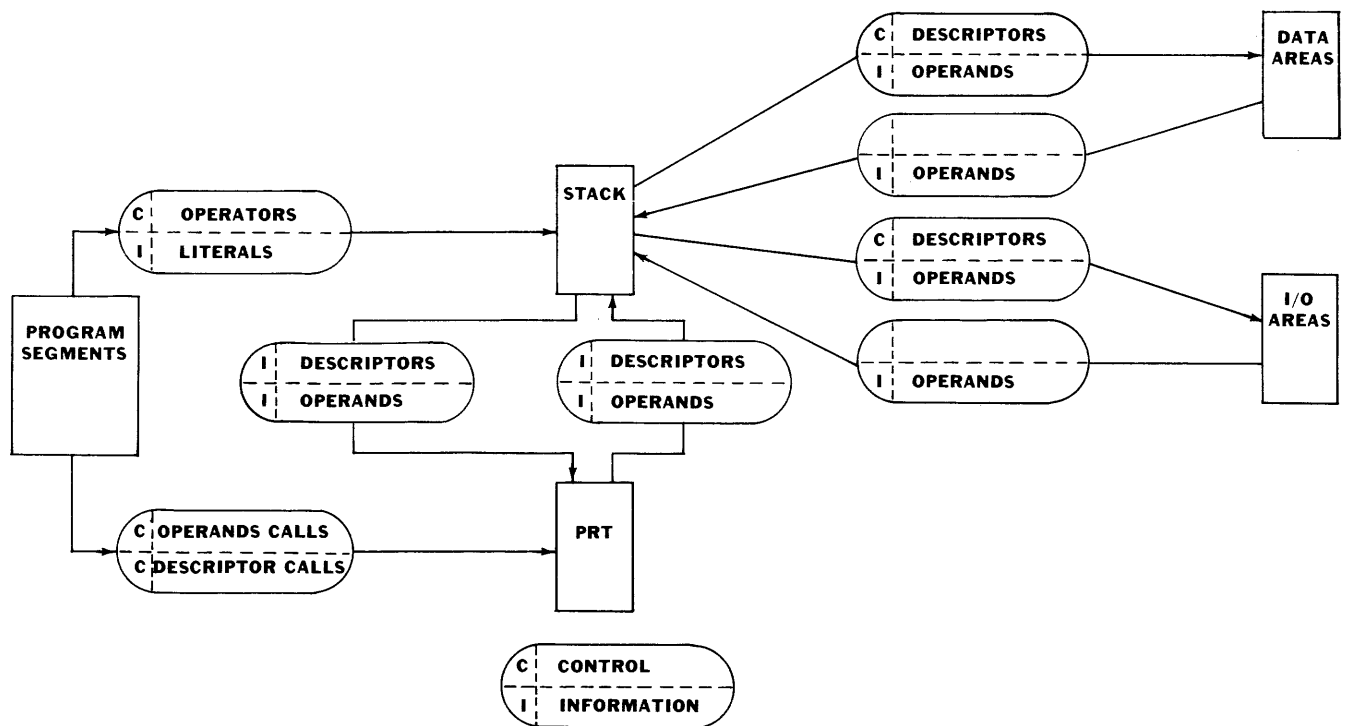 C DESCRIPTORS
I OPERANDS
DATA
AREAS
I OPERANDS
STACK
C OPERATORS
I LITERALS
C DESCRIPTORS
I OPERANDS
I/O
AREAS
PROGRAM
SEGMENTS
I DESCRIPTORS
I OPERANDS
I DESCRIPTORS
I OPERANDS
I OPERANDS
C OPERANDS CALLS
C DESCRIPTOR CALLS
PRT
C CONTROL
I INFORMATION